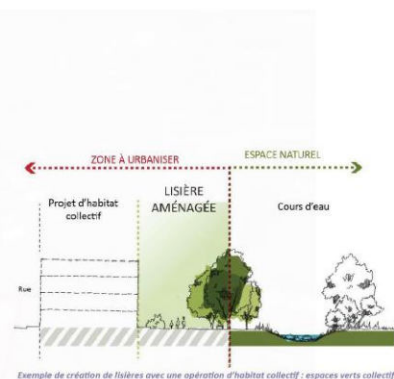 ZONE À URBANISER
ESPACE NATUREL
Projet d'habitat
collectif
LISIÈRE
AMÉNAGÉE
Cours d'eau
Rue
Exemple de création de lisières avec une opération d'habitat collectif : espaces verts collectif